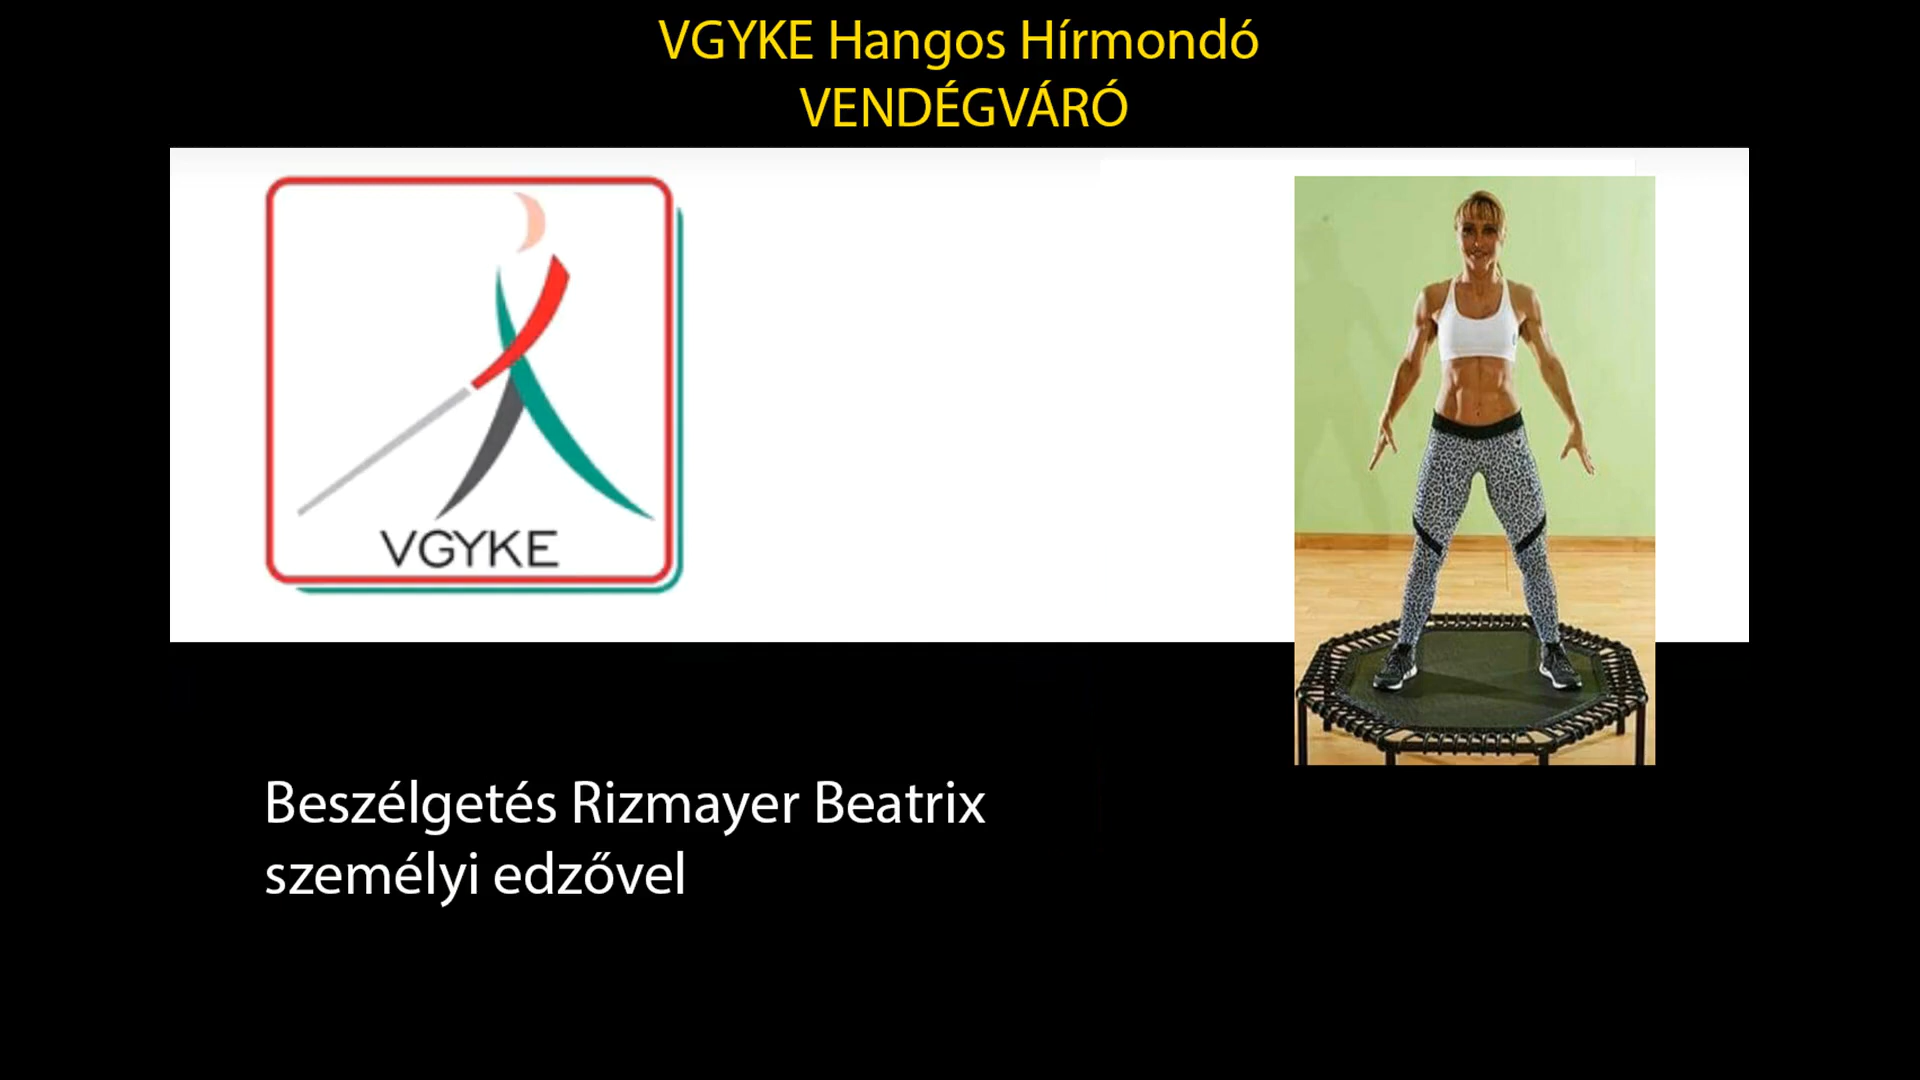 VGYKE Hangos Hírmondó
VENDÉGVÁRÓ
VGYKE
Beszélgetés Rizmayer Beatrix
személyi edzővel